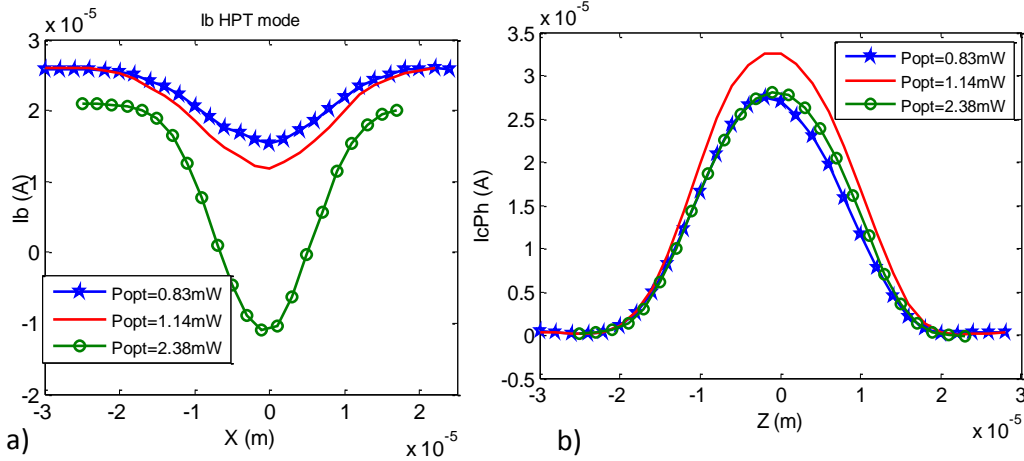 x 10^-5
Ib HPT mode
3
2
1
0
-1
-2
Ib (A)
Popt=0.83mW
Popt=1.14mW
Popt=2.38mW
-3
-2
-1
0
1
2
X (m)
x 10^-5
a)
x 10^-5
3.5
3
2.5
2
1.5
1
0.5
0
-0.5
IcPh (A)
Popt=0.83mW
Popt=1.14mW
Popt=2.38mW
-3
-2
-1
0
1
2
3
Z (m)
x 10^-5
b)